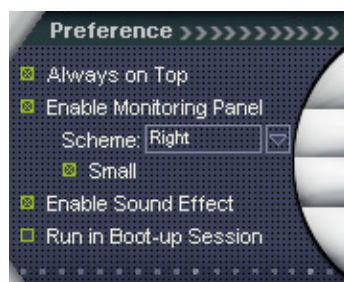 Preference >>>>>>>>>>>
Always on Top
Enable Monitoring Panel
Scheme: Right
Small
Enable Sound Effect
Run in Boot-up Session